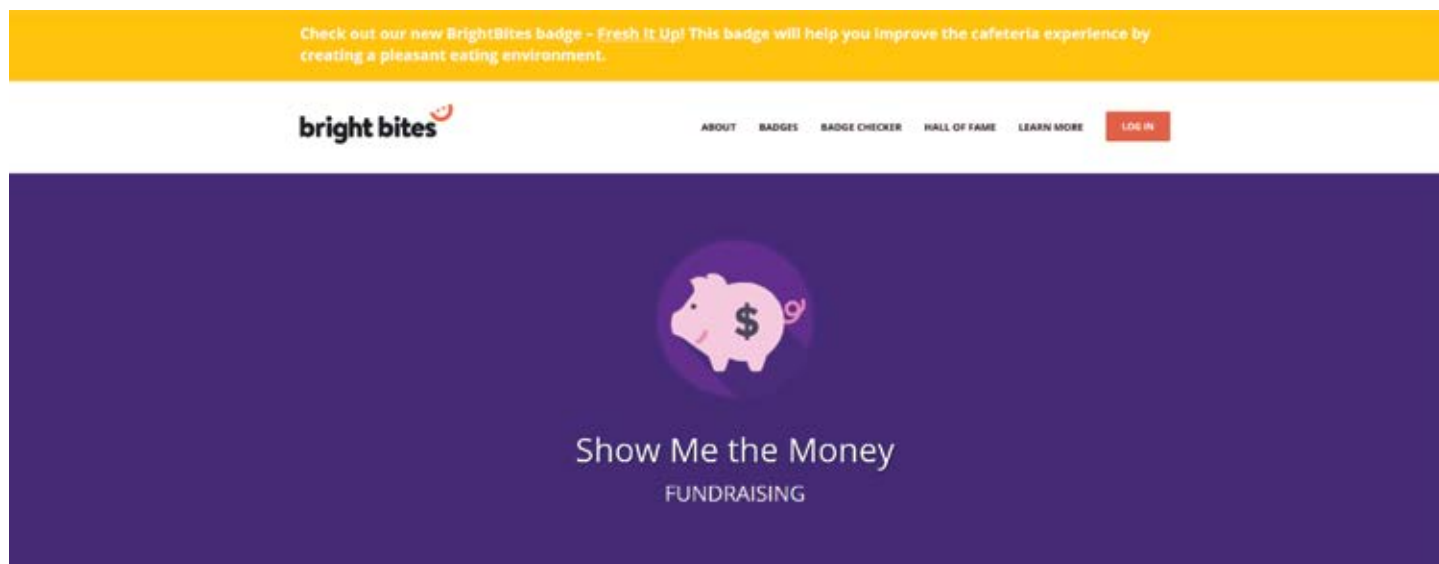 Check out our new BrightBites badge – Fresh It Up! This badge will help you improve the cafeteria experience by
creating a pleasant eating environment.
bright bites
ABOUT BADGES BADGE CHECKER HALL OF FAME LEARN MORE LOG IN
$
Show Me the Money
FUNDRAISING